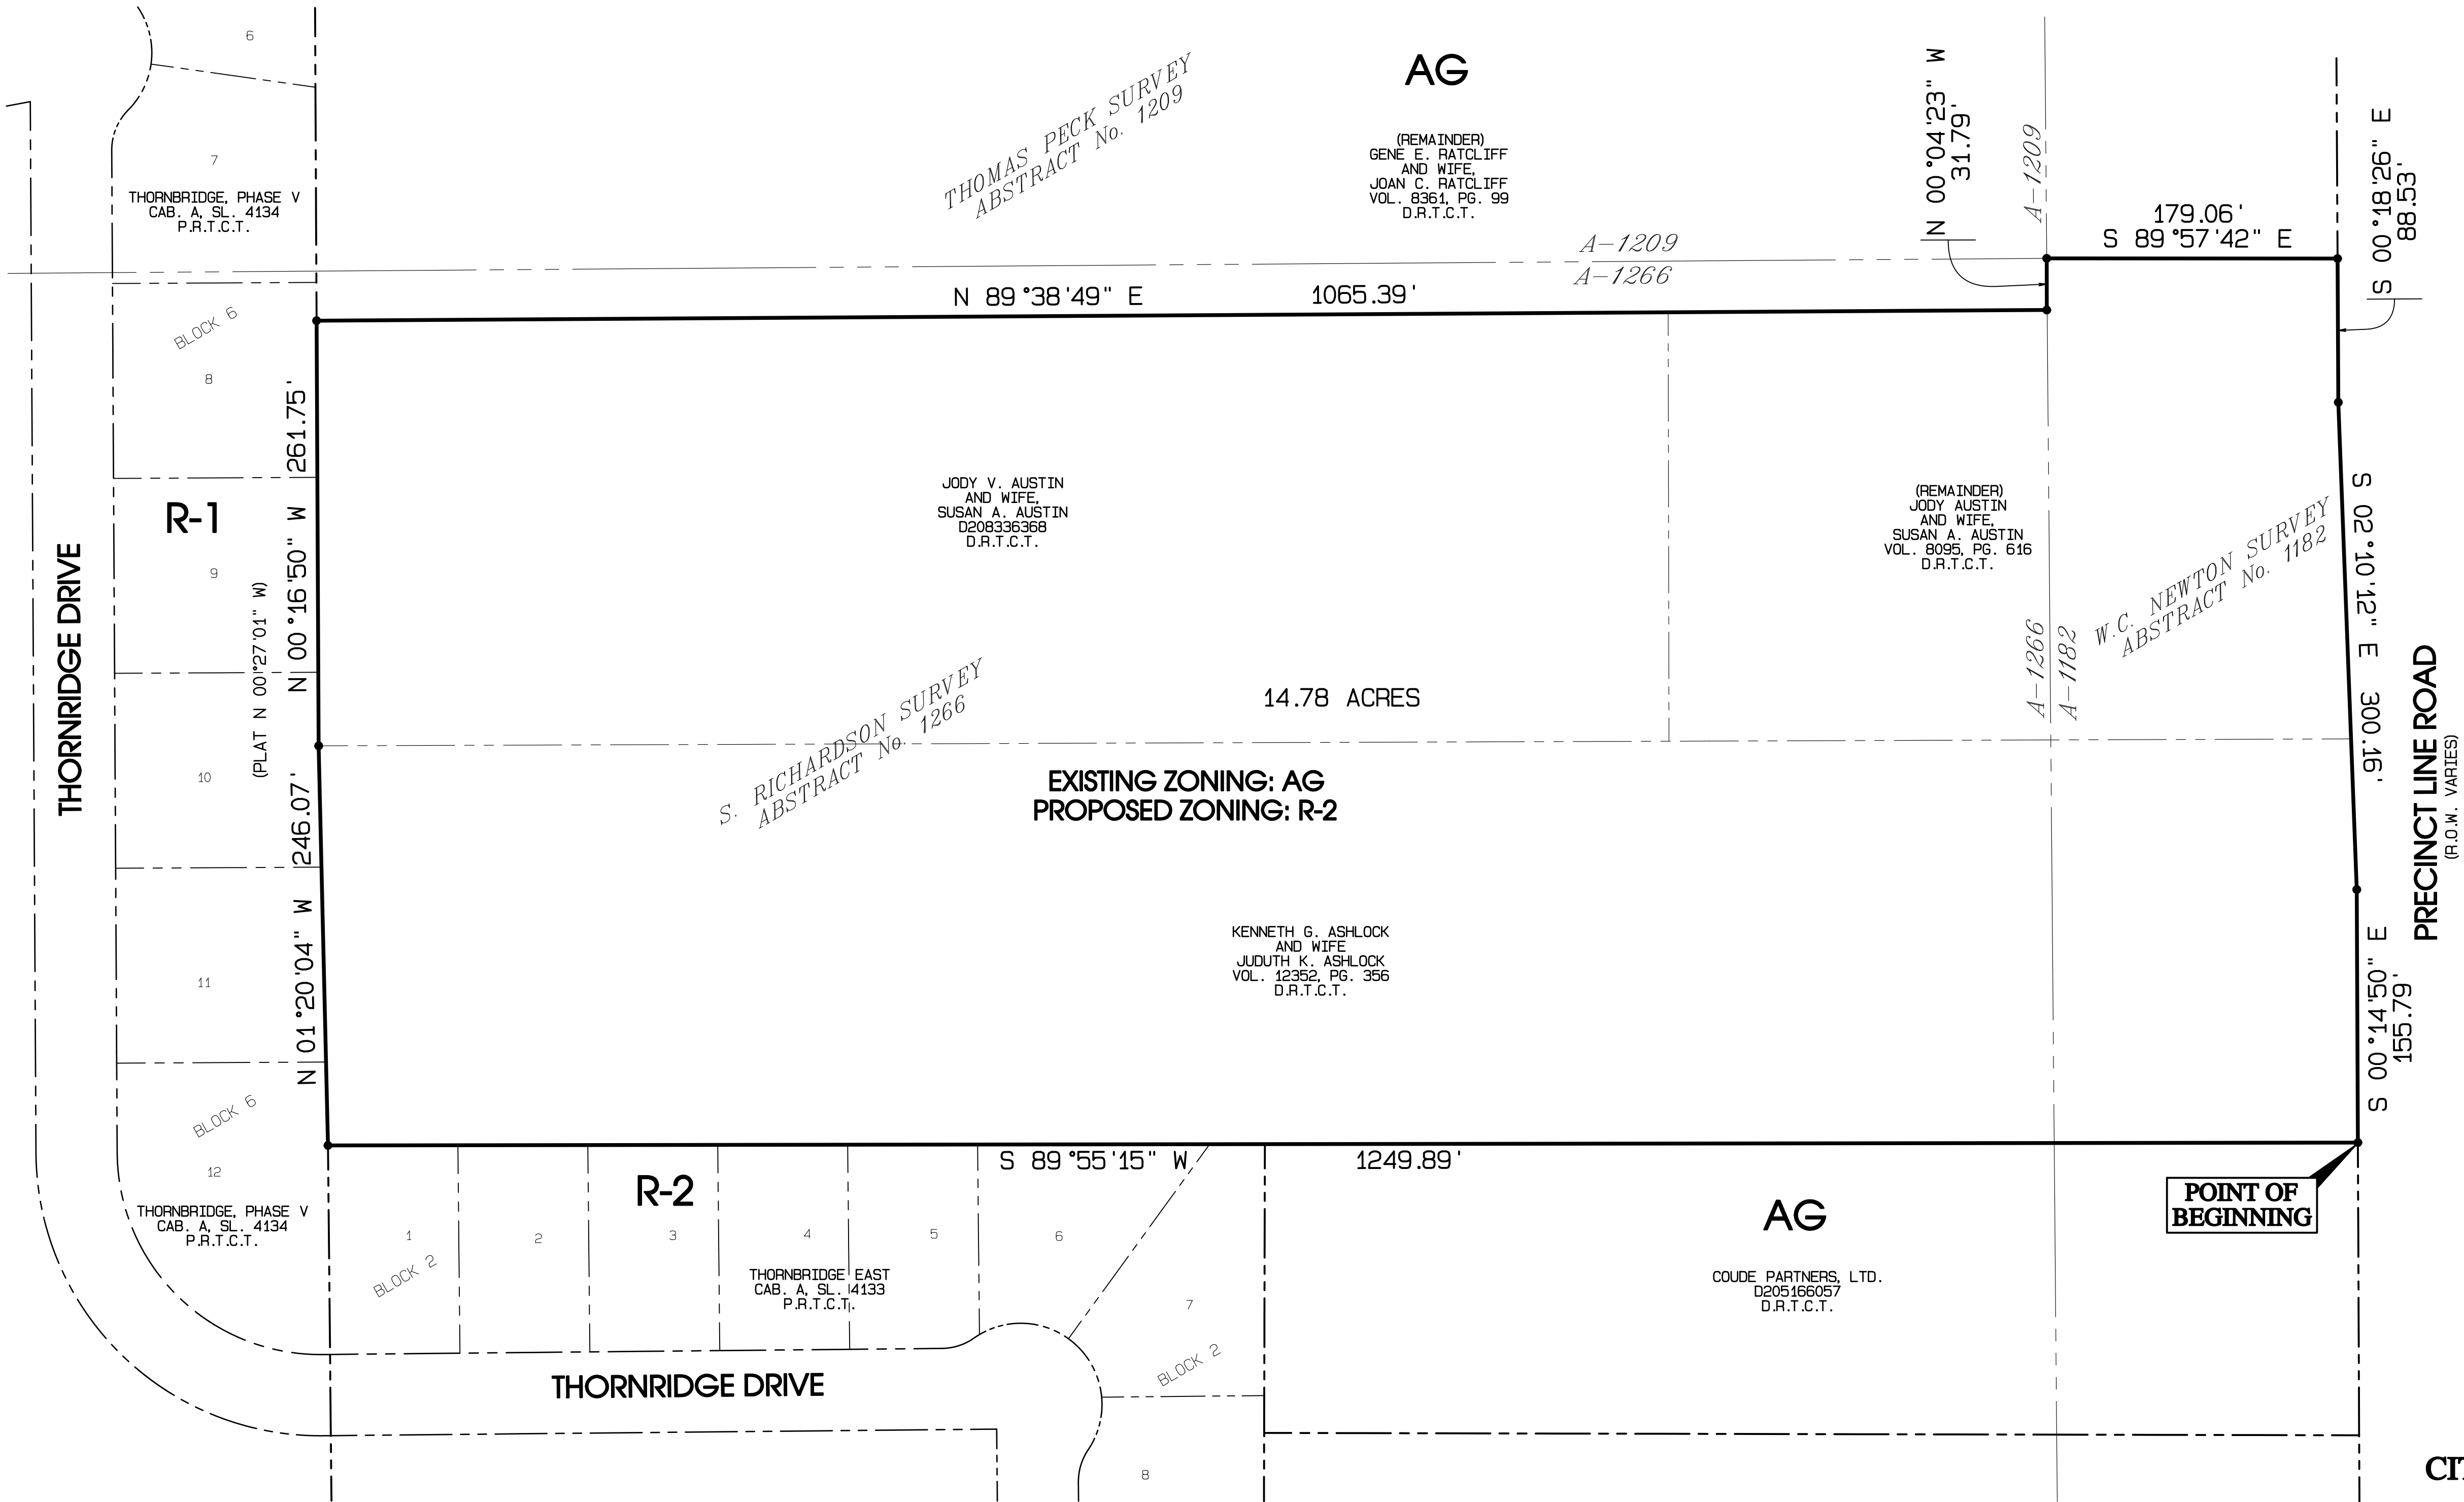 6
7
THORNBRIDGE, PHASE V
CAB. A, SL. 4134
P.R.T.C.T.
THOMAS PECK SURVEY
ABSTRACT No. 1209
AG
(REMAINDER)
GENE E. RATCLIFF
AND WIFE,
JOAN C. RATCLIFF
VOL. 8361, PG. 99
D.R.T.C.T.
N 00°04'23" W
31.79'
A-1209
179.06'
S 89°57'42" E
S 00°18'26" E
88.53'
A-1209
A-1266
N 89°38'49" E 1065.39'
BLOCK 6
8
R-1
9
THORNRIDGE DRIVE
(PLAT N 00°27'01" W)
N 00°16'50" W 261.75'
JODY V. AUSTIN
AND WIFE,
SUSAN A. AUSTIN
D208336368
D.R.T.C.T.
(REMAINDER)
JODY AUSTIN
AND WIFE,
SUSAN A. AUSTIN
VOL. 8095, PG. 616
D.R.T.C.T.
W.C. NEWTON SURVEY
ABSTRACT No. 1182
S 02°10'12" E 300.16'
A-1266
A-1182
PRECINCT LINE ROAD
(R.O.W. VARIES)
S. RICHARDSON SURVEY
ABSTRACT No. 1266
14.78 ACRES
EXISTING ZONING: AG
PROPOSED ZONING: R-2
10
11
N 01°20'04" W 246.07'
KENNETH G. ASHLOCK
AND WIFE
JUDUTH K. ASHLOCK
VOL. 12352, PG. 356
D.R.T.C.T.
S 00°14'50" E
155.79'
BLOCK 6
12
THORNBRIDGE, PHASE V
CAB. A, SL. 4134
P.R.T.C.T.
S 89°55'15" W 1249.89'
R-2
1
2
3
4
5
6
7
8
BLOCK 2
THORNBRIDGE EAST
CAB. A, SL. 4133
P.R.T.C.T.
BLOCK 2
THORNRIDGE DRIVE
AG
COUDE PARTNERS, LTD.
D205166057
D.R.T.C.T.
POINT OF
BEGINNING